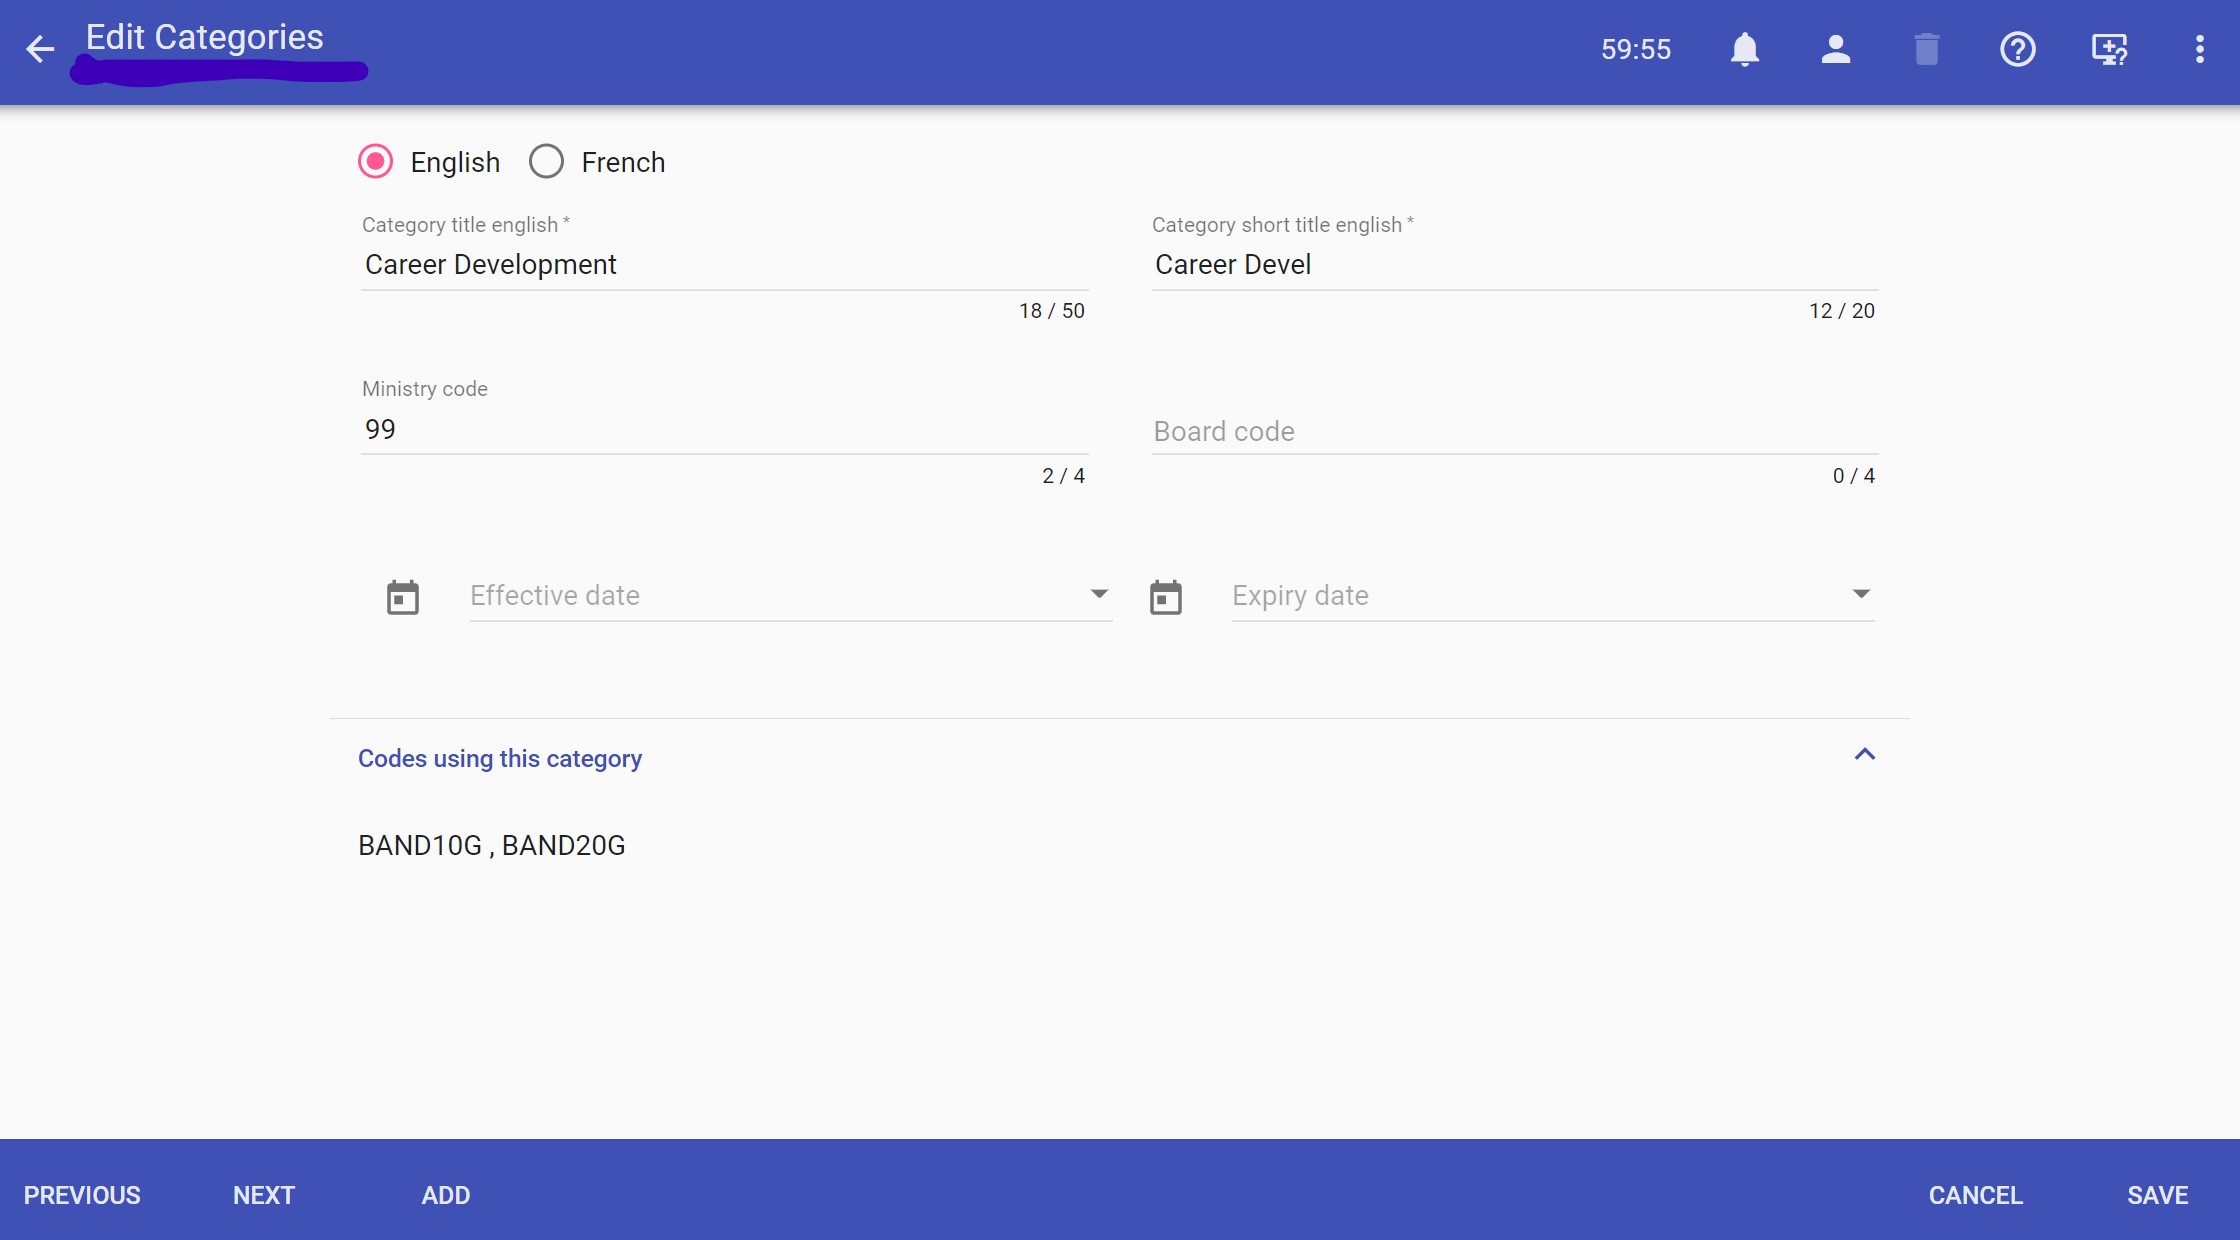 Edit Categories
59:55
English
French
Category title english *
Career Development
18 / 50
Category short title english *
Career Devel
12 / 20
Ministry code
99
2 / 4
Board code
0 / 4
Effective date
Expiry date
Codes using this category
BAND10G , BAND20G
PREVIOUS
NEXT
ADD
CANCEL
SAVE